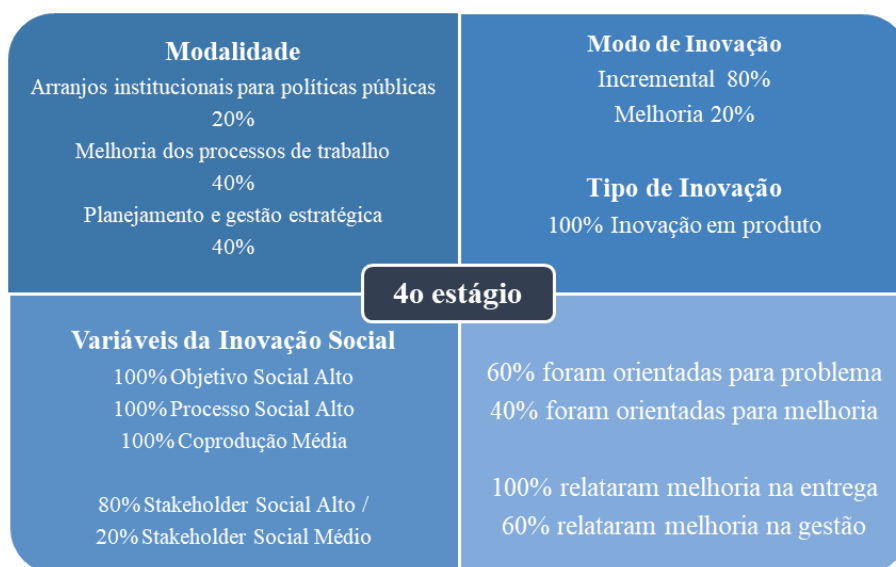 Modalidade
Arranjos institucionais para políticas públicas
20%
Melhoria dos processos de trabalho
40%
Planejamento e gestão estratégica
40%
Modo de Inovação
Incremental 80%
Melhoria 20%
Tipo de Inovação
100% Inovação em produto
4o estágio
Variáveis da Inovação Social
100% Objetivo Social Alto
100% Processo Social Alto
100% Coprodução Média
80% Stakeholder Social Alto /
20% Stakeholder Social Médio
60% foram orientadas para problema
40% foram orientadas para melhoria
100% relataram melhoria na entrega
60% relataram melhoria na gestão